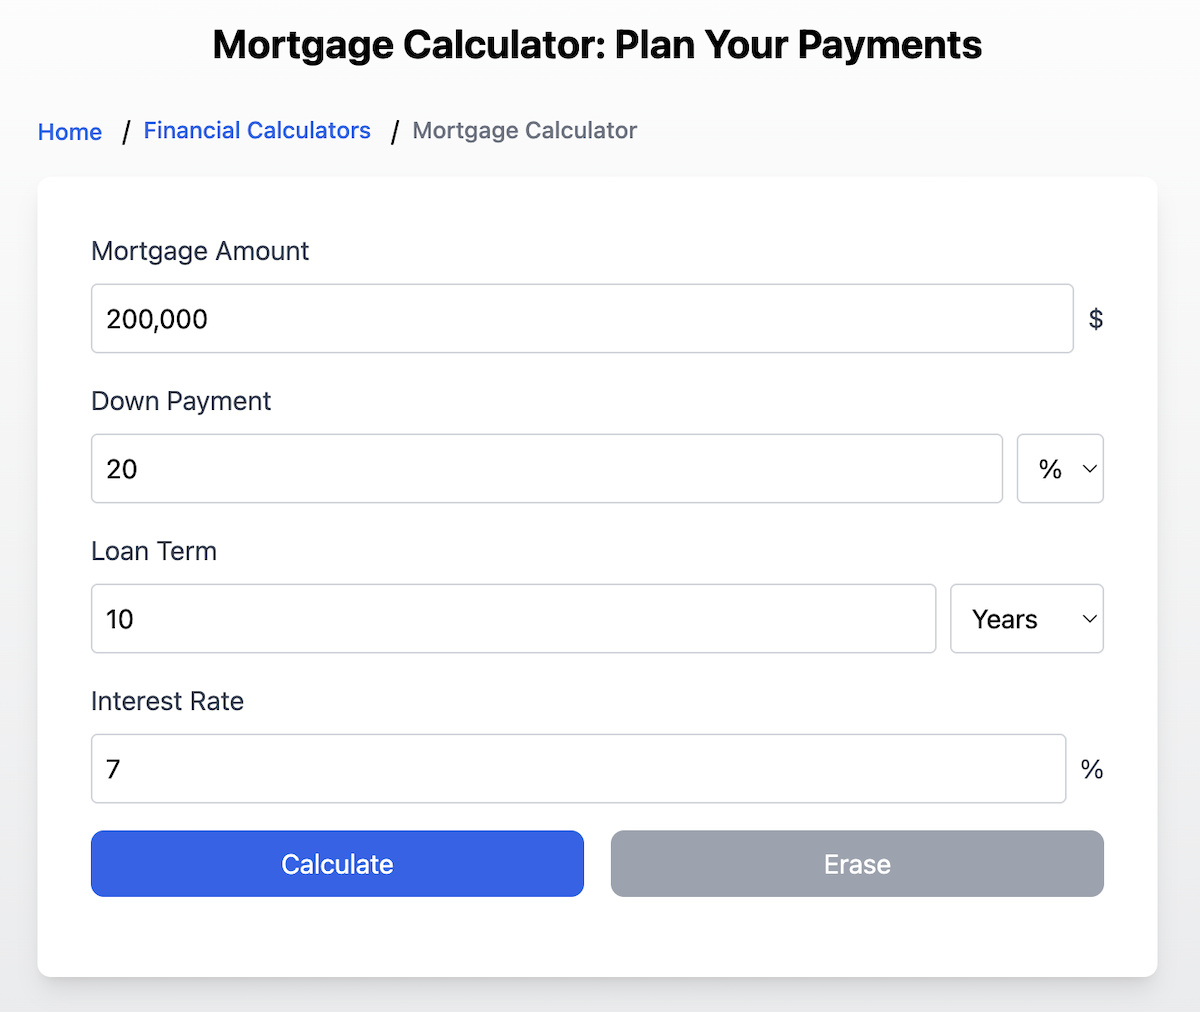 Mortgage Calculator: Plan Your Payments
Home / Financial Calculators / Mortgage Calculator
Mortgage Amount
200,000 $
Down Payment
20 %
Loan Term
10 Years
Interest Rate
7 %
Calculate Erase